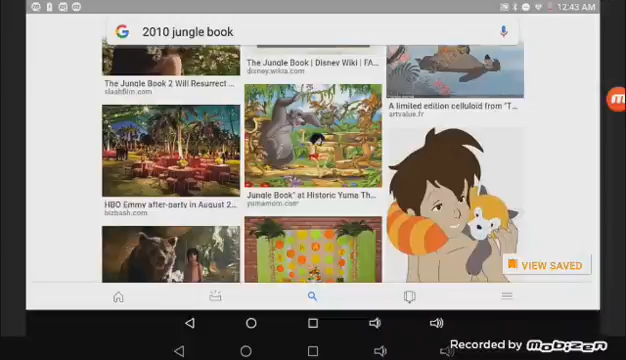 12:43 AM
2010 jungle book
The Jungle Book 2 Will Resurrect ...
slashfilm.com
The Jungle Book | Disney Wiki | FA...
disney.wikia.com
A limited edition celluloid from "T...
artvalue.fr
HBO Emmy after-party in August 2...
bizbash.com
Jungle Book" at Historic Yuma Th...
yumamom.com
VIEW SAVED
Recorded by Mobizen